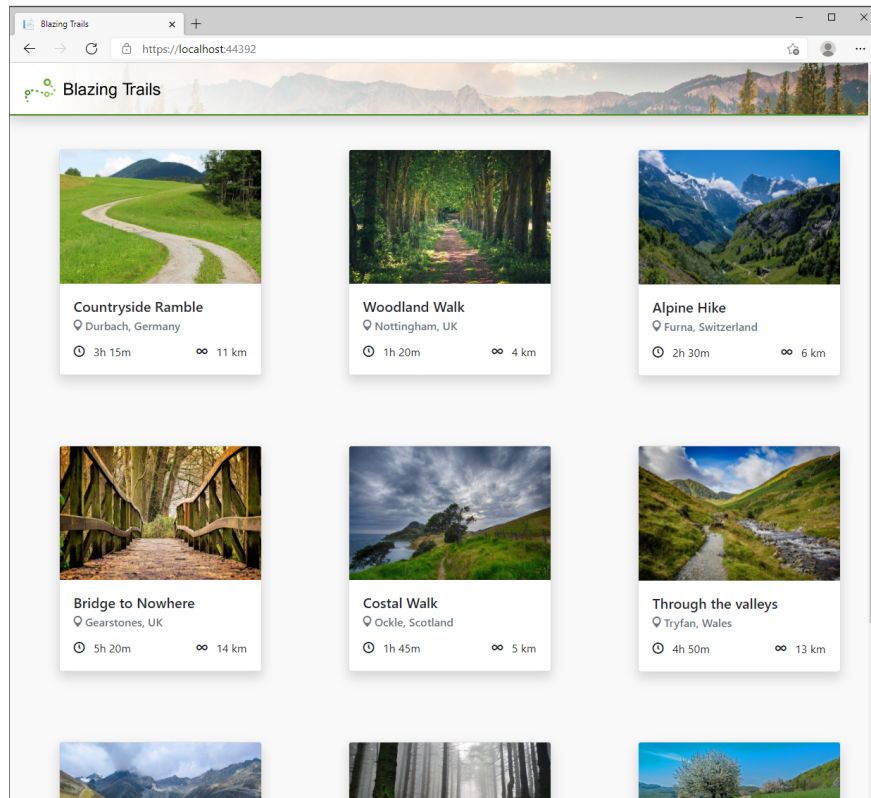 Blazing Trails
https://localhost:44392
Blazing Trails
Countryside Ramble
Durbach, Germany
3h 15m 11 km
Woodland Walk
Nottingham, UK
1h 20m 4 km
Alpine Hike
Furna, Switzerland
2h 30m 6 km
Bridge to Nowhere
Gearstones, UK
5h 20m 14 km
Costal Walk
Ockle, Scotland
1h 45m 5 km
Through the valleys
Tryfan, Wales
4h 50m 13 km